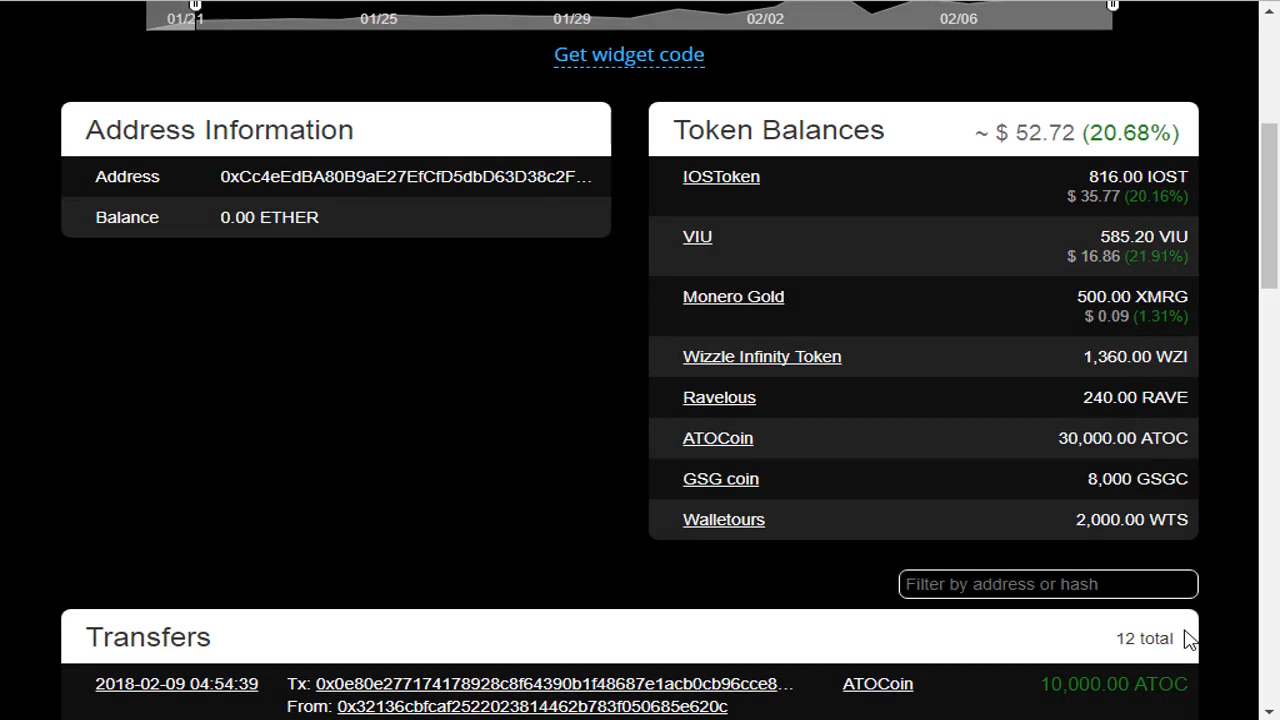 01/21 01/25 01/29 02/02 02/06
Get widget code
Address Information
Address 0xCc4eEdBA80B9aE27EfCfD5dbD63D38c2F...
Balance 0.00 ETHER
Token Balances ~ $ 52.72 (20.68%)
IOSToken 816.00 IOST
$ 35.77 (20.16%)
VIU 585.20 VIU
$ 16.86 (21.91%)
Monero Gold 500.00 XMRG
$ 0.09 (1.31%)
Wizzle Infinity Token 1,360.00 WZI
Ravelous 240.00 RAVE
ATOCoin 30,000.00 ATOC
GSG coin 8,000 GSGC
Walletours 2,000.00 WTS
Filter by address or hash
Transfers 12 total
2018-02-09 04:54:39 Tx: 0x0e80e277174178928c8f64390b1f48687e1acb0cb96cce8... ATOCoin 10,000.00 ATOC
From: 0x32136cbfcaf2522023814462b783f050685e620c